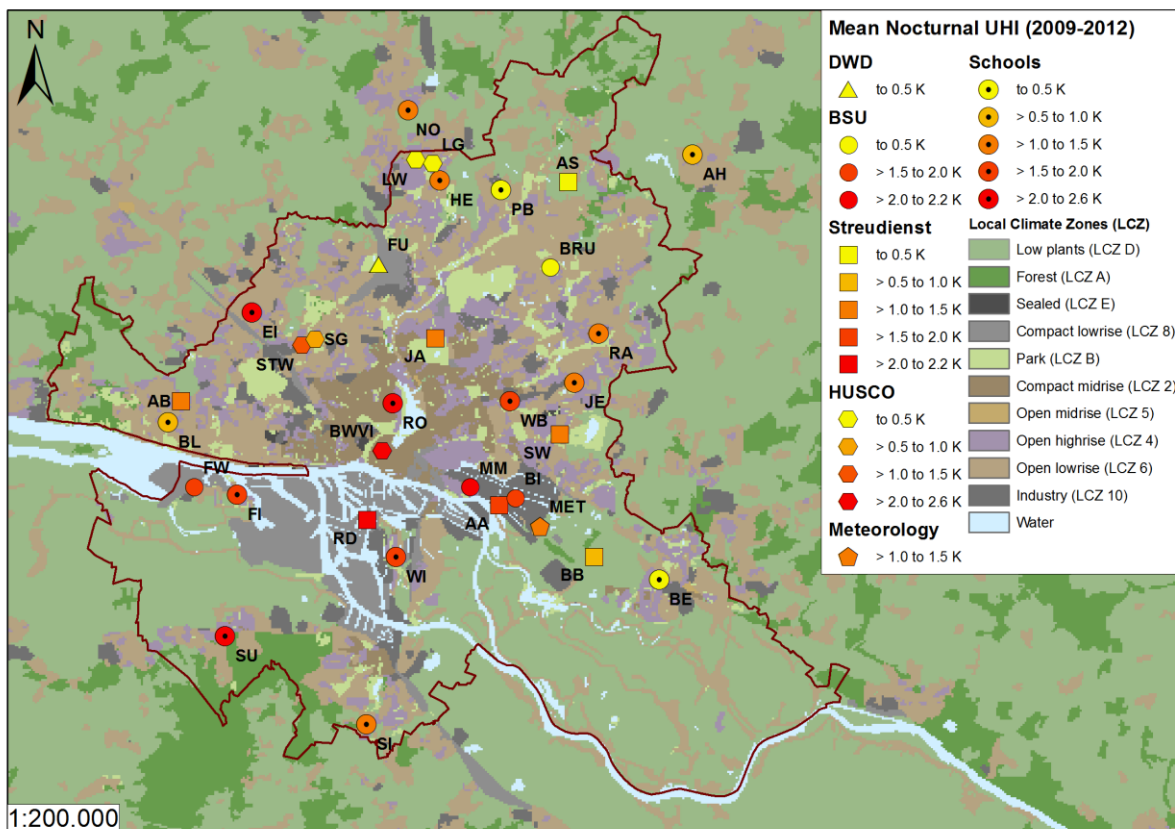 N
Mean Nocturnal UHI (2009-2012)
DWD
to 0.5 K
BSU
to 0.5 K
> 1.5 to 2.0 K
> 2.0 to 2.2 K
Streudienst
to 0.5 K
> 0.5 to 1.0 K
> 1.0 to 1.5 K
> 1.5 to 2.0 K
> 2.0 to 2.2 K
HUSCO
to 0.5 K
> 0.5 to 1.0 K
> 1.0 to 1.5 K
> 2.0 to 2.6 K
Meteorology
> 1.0 to 1.5 K
Schools
to 0.5 K
> 0.5 to 1.0 K
> 1.0 to 1.5 K
> 1.5 to 2.0 K
> 2.0 to 2.6 K
Local Climate Zones (LCZ)
Low plants (LCZ D)
Forest (LCZ A)
Sealed (LCZ E)
Compact lowrise (LCZ 8)
Park (LCZ B)
Compact midrise (LCZ 2)
Open midrise (LCZ 5)
Open highrise (LCZ 4)
Open lowrise (LCZ 6)
Industry (LCZ 10)
Water
NO
LG
LW
HE
PB
AS
AH
FU
BRU
EI
SG
STW
JA
RA
JE
AB
BL
RO
WB
BWVI
SW
FW
FI
MM
BI
MET
AA
RD
WI
BB
BE
SU
SI
1:200.000